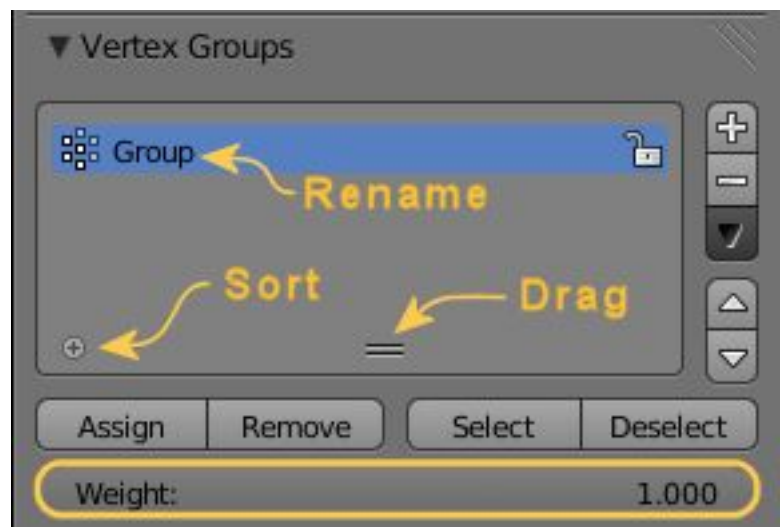 Vertex Groups
Group
Rename
Sort
Drag
Assign Remove Select Deselect
Weight: 1.000